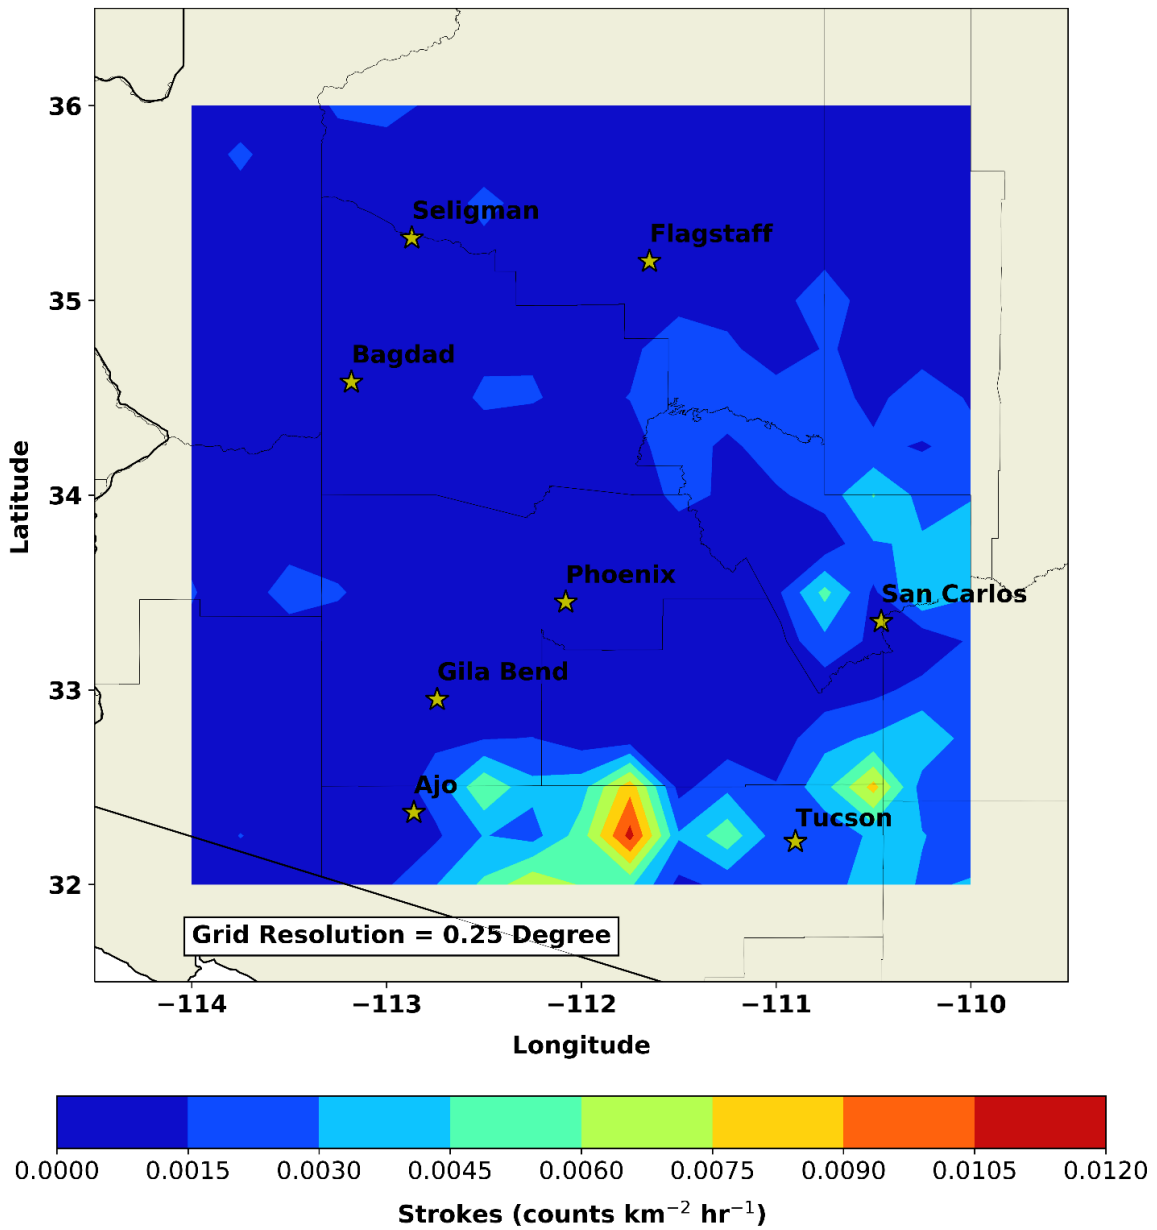 36
Seligman
Flagstaff
35
Bagdad
34
Phoenix
San Carlos
33
Gila Bend
Ajo
Tucson
32
Grid Resolution = 0.25 Degree
−114 −113 −112 −111 −110
Latitude
Longitude
0.0000 0.0015 0.0030 0.0045 0.0060 0.0075 0.0090 0.0105 0.0120
Strokes (counts km⁻² hr⁻¹)